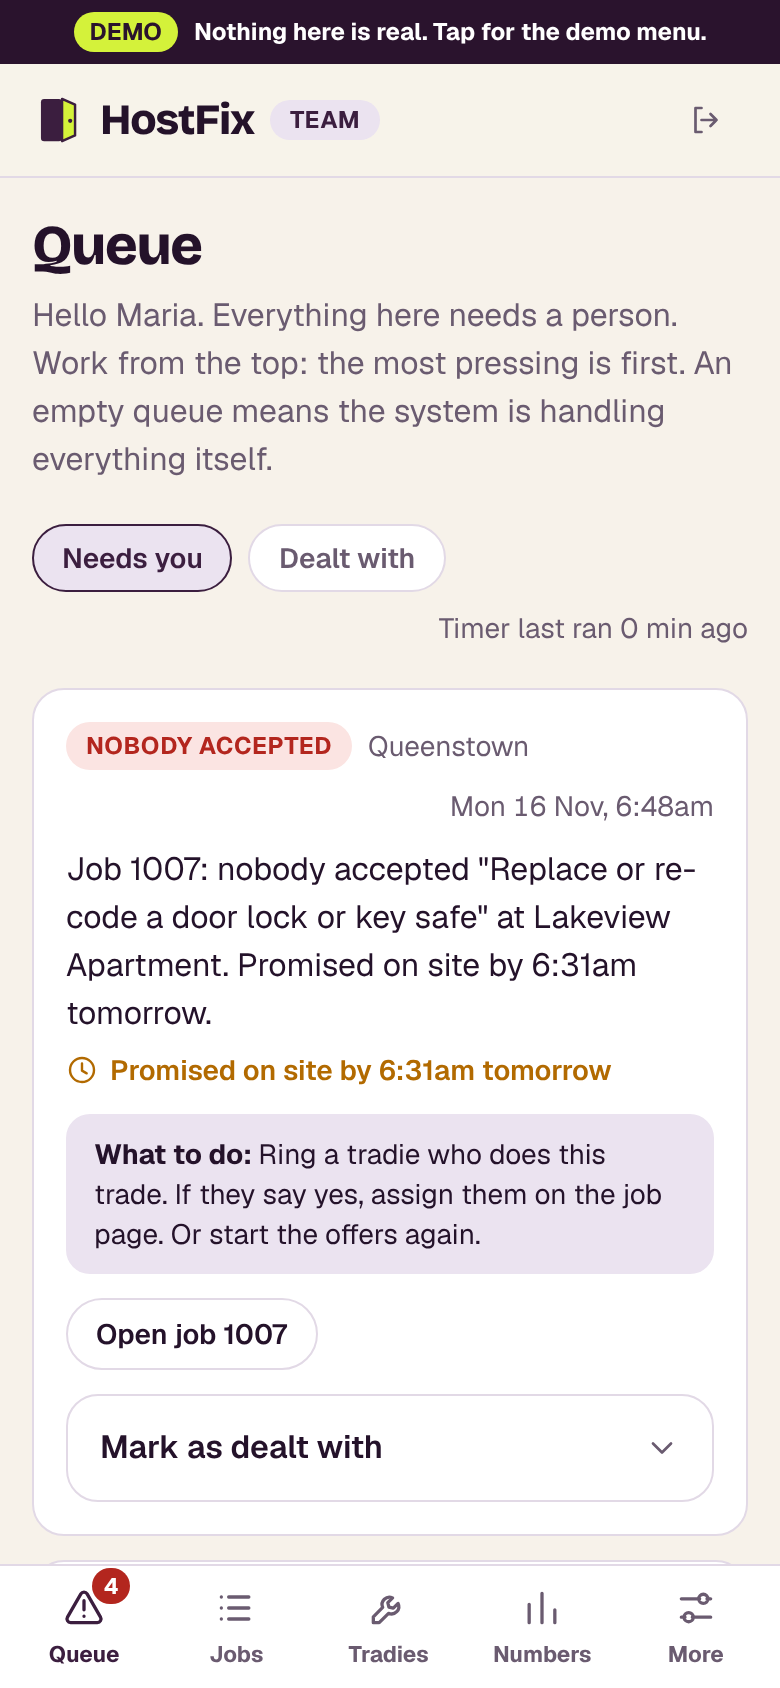 DEMO Nothing here is real. Tap for the demo menu.
HostFix TEAM
Queue
Hello Maria. Everything here needs a person.
Work from the top: the most pressing is first. An
empty queue means the system is handling
everything itself.
Needs you Dealt with
Timer last ran 0 min ago
NOBODY ACCEPTED Queenstown
Mon 16 Nov, 6:48am
Job 1007: nobody accepted "Replace or re-
code a door lock or key safe" at Lakeview
Apartment. Promised on site by 6:31am
tomorrow.
Promised on site by 6:31am tomorrow
What to do: Ring a tradie who does this
trade. If they say yes, assign them on the job
page. Or start the offers again.
Open job 1007
Mark as dealt with
4
Queue Jobs Tradies Numbers More